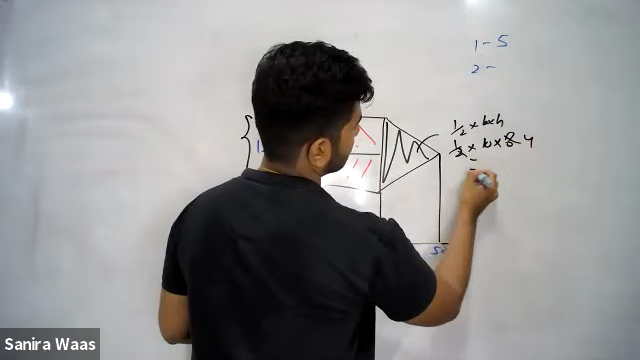 1 - 5
2 -
1/2 × b×h
1/2 × 10 × 8 4
=
Sanira Waas